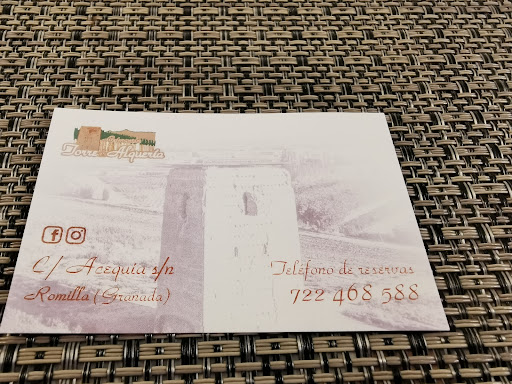 Torre Alquería
C/ Acequia s/n
Romilla (Granada)
Teléfono de reservas
722 468 588